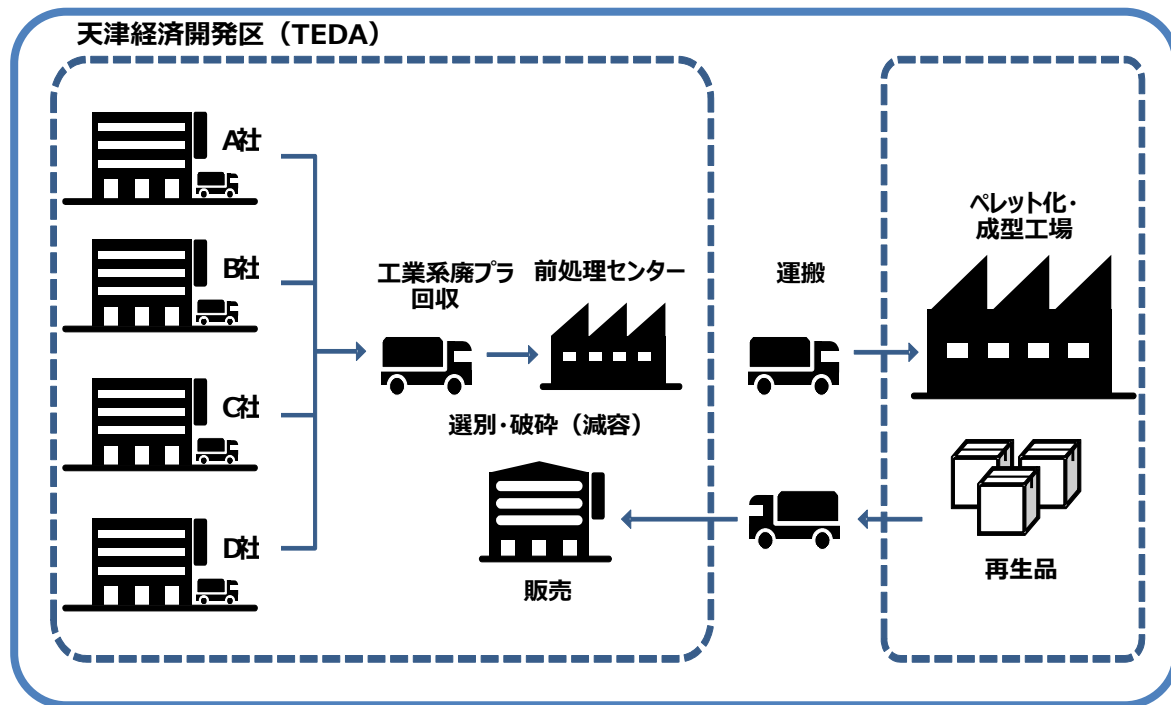 天津経済開発区（TEDA）
A社
B社
C社
D社
工業系廃プラ
回収
前処理センター
選別・破砕（減容）
販売
運搬
ペレット化・
成型工場
再生品